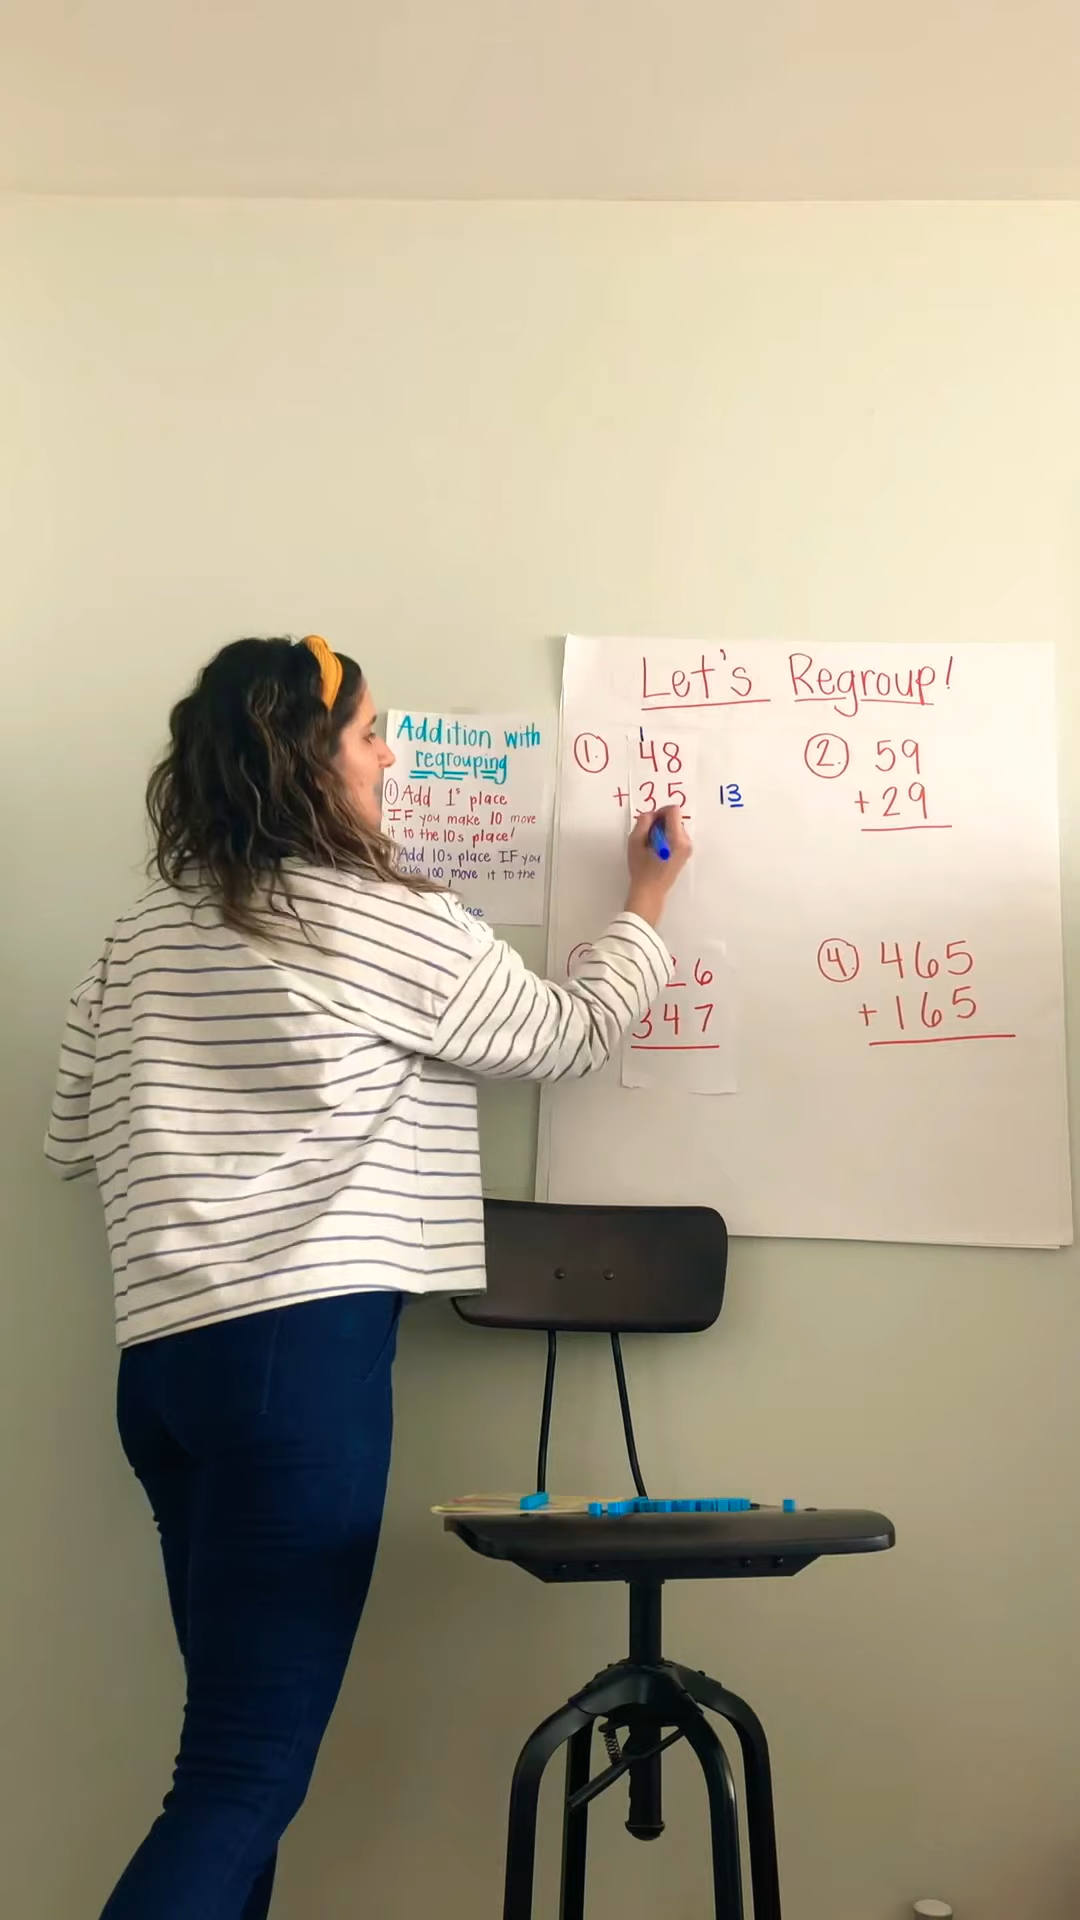 Addition with
regrouping
① Add 1s place
IF you make 10 move
it to the 10s place!
Add 10s place IF you
make 100 move it to the
Let's Regroup!
①. 1
48
+35
13
②. 59
+29
26
347
④. 465
+165